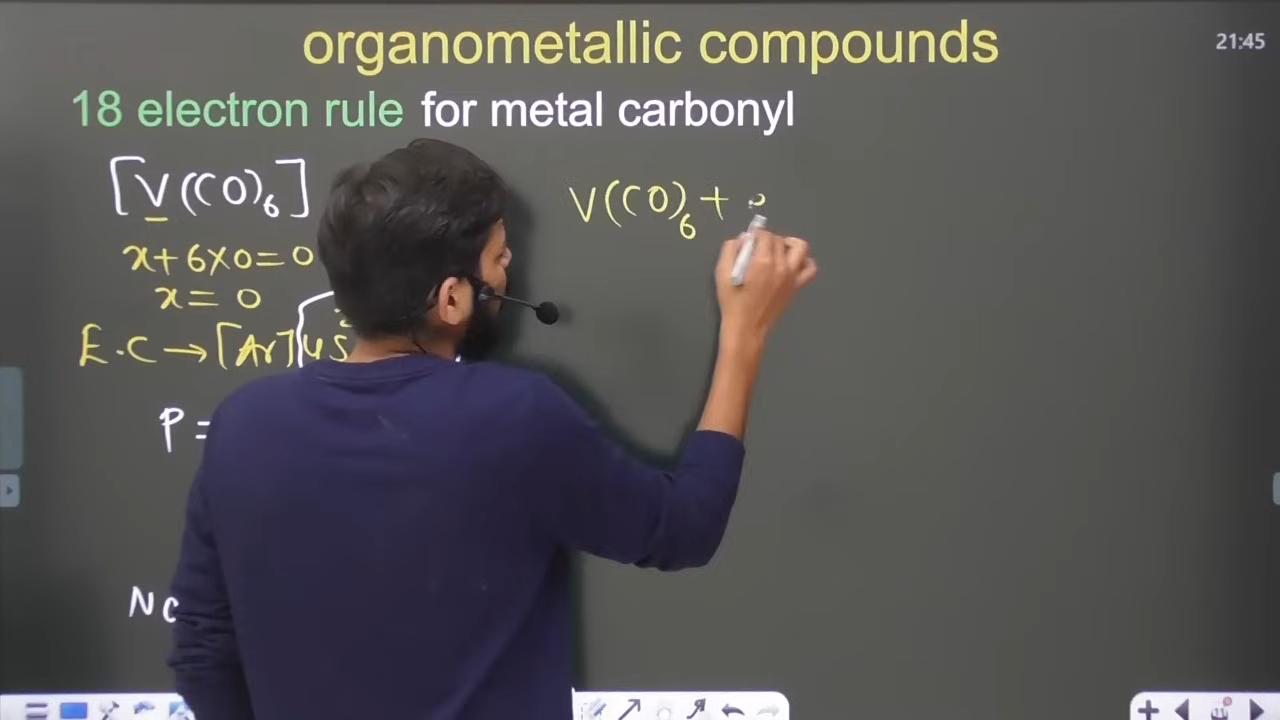 organometallic compounds
21:45
18 electron rule for metal carbonyl
[V(CO)₆]
x+6×0=0
x= 0
E.C → [Ar] 4s
P =
V(CO)₆ +